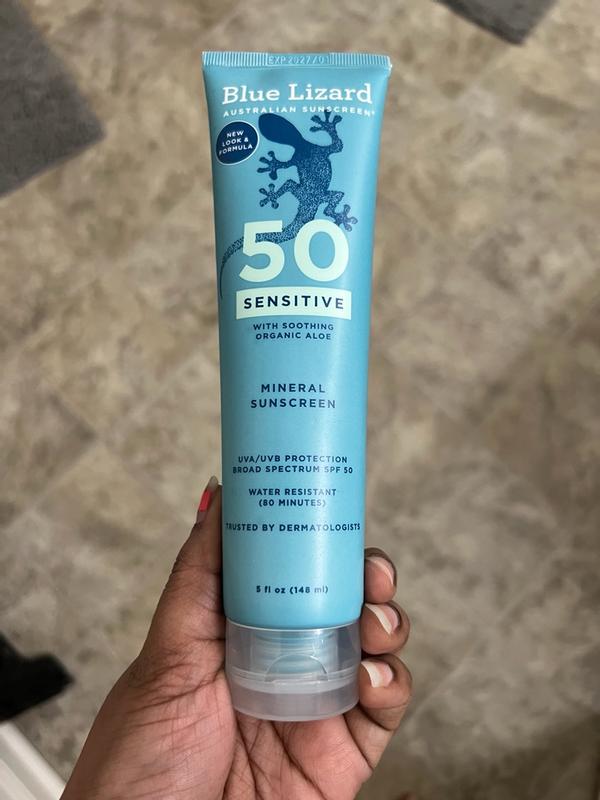 EXP 2027/01
Blue Lizard
AUSTRALIAN SUNSCREEN®
NEW
LOOK &
FORMULA
50
SENSITIVE
WITH SOOTHING
ORGANIC ALOE
MINERAL
SUNSCREEN
UVA/UVB PROTECTION
BROAD SPECTRUM SPF 50
WATER RESISTANT
(80 MINUTES)
TRUSTED BY DERMATOLOGISTS
5 fl oz (148 ml)